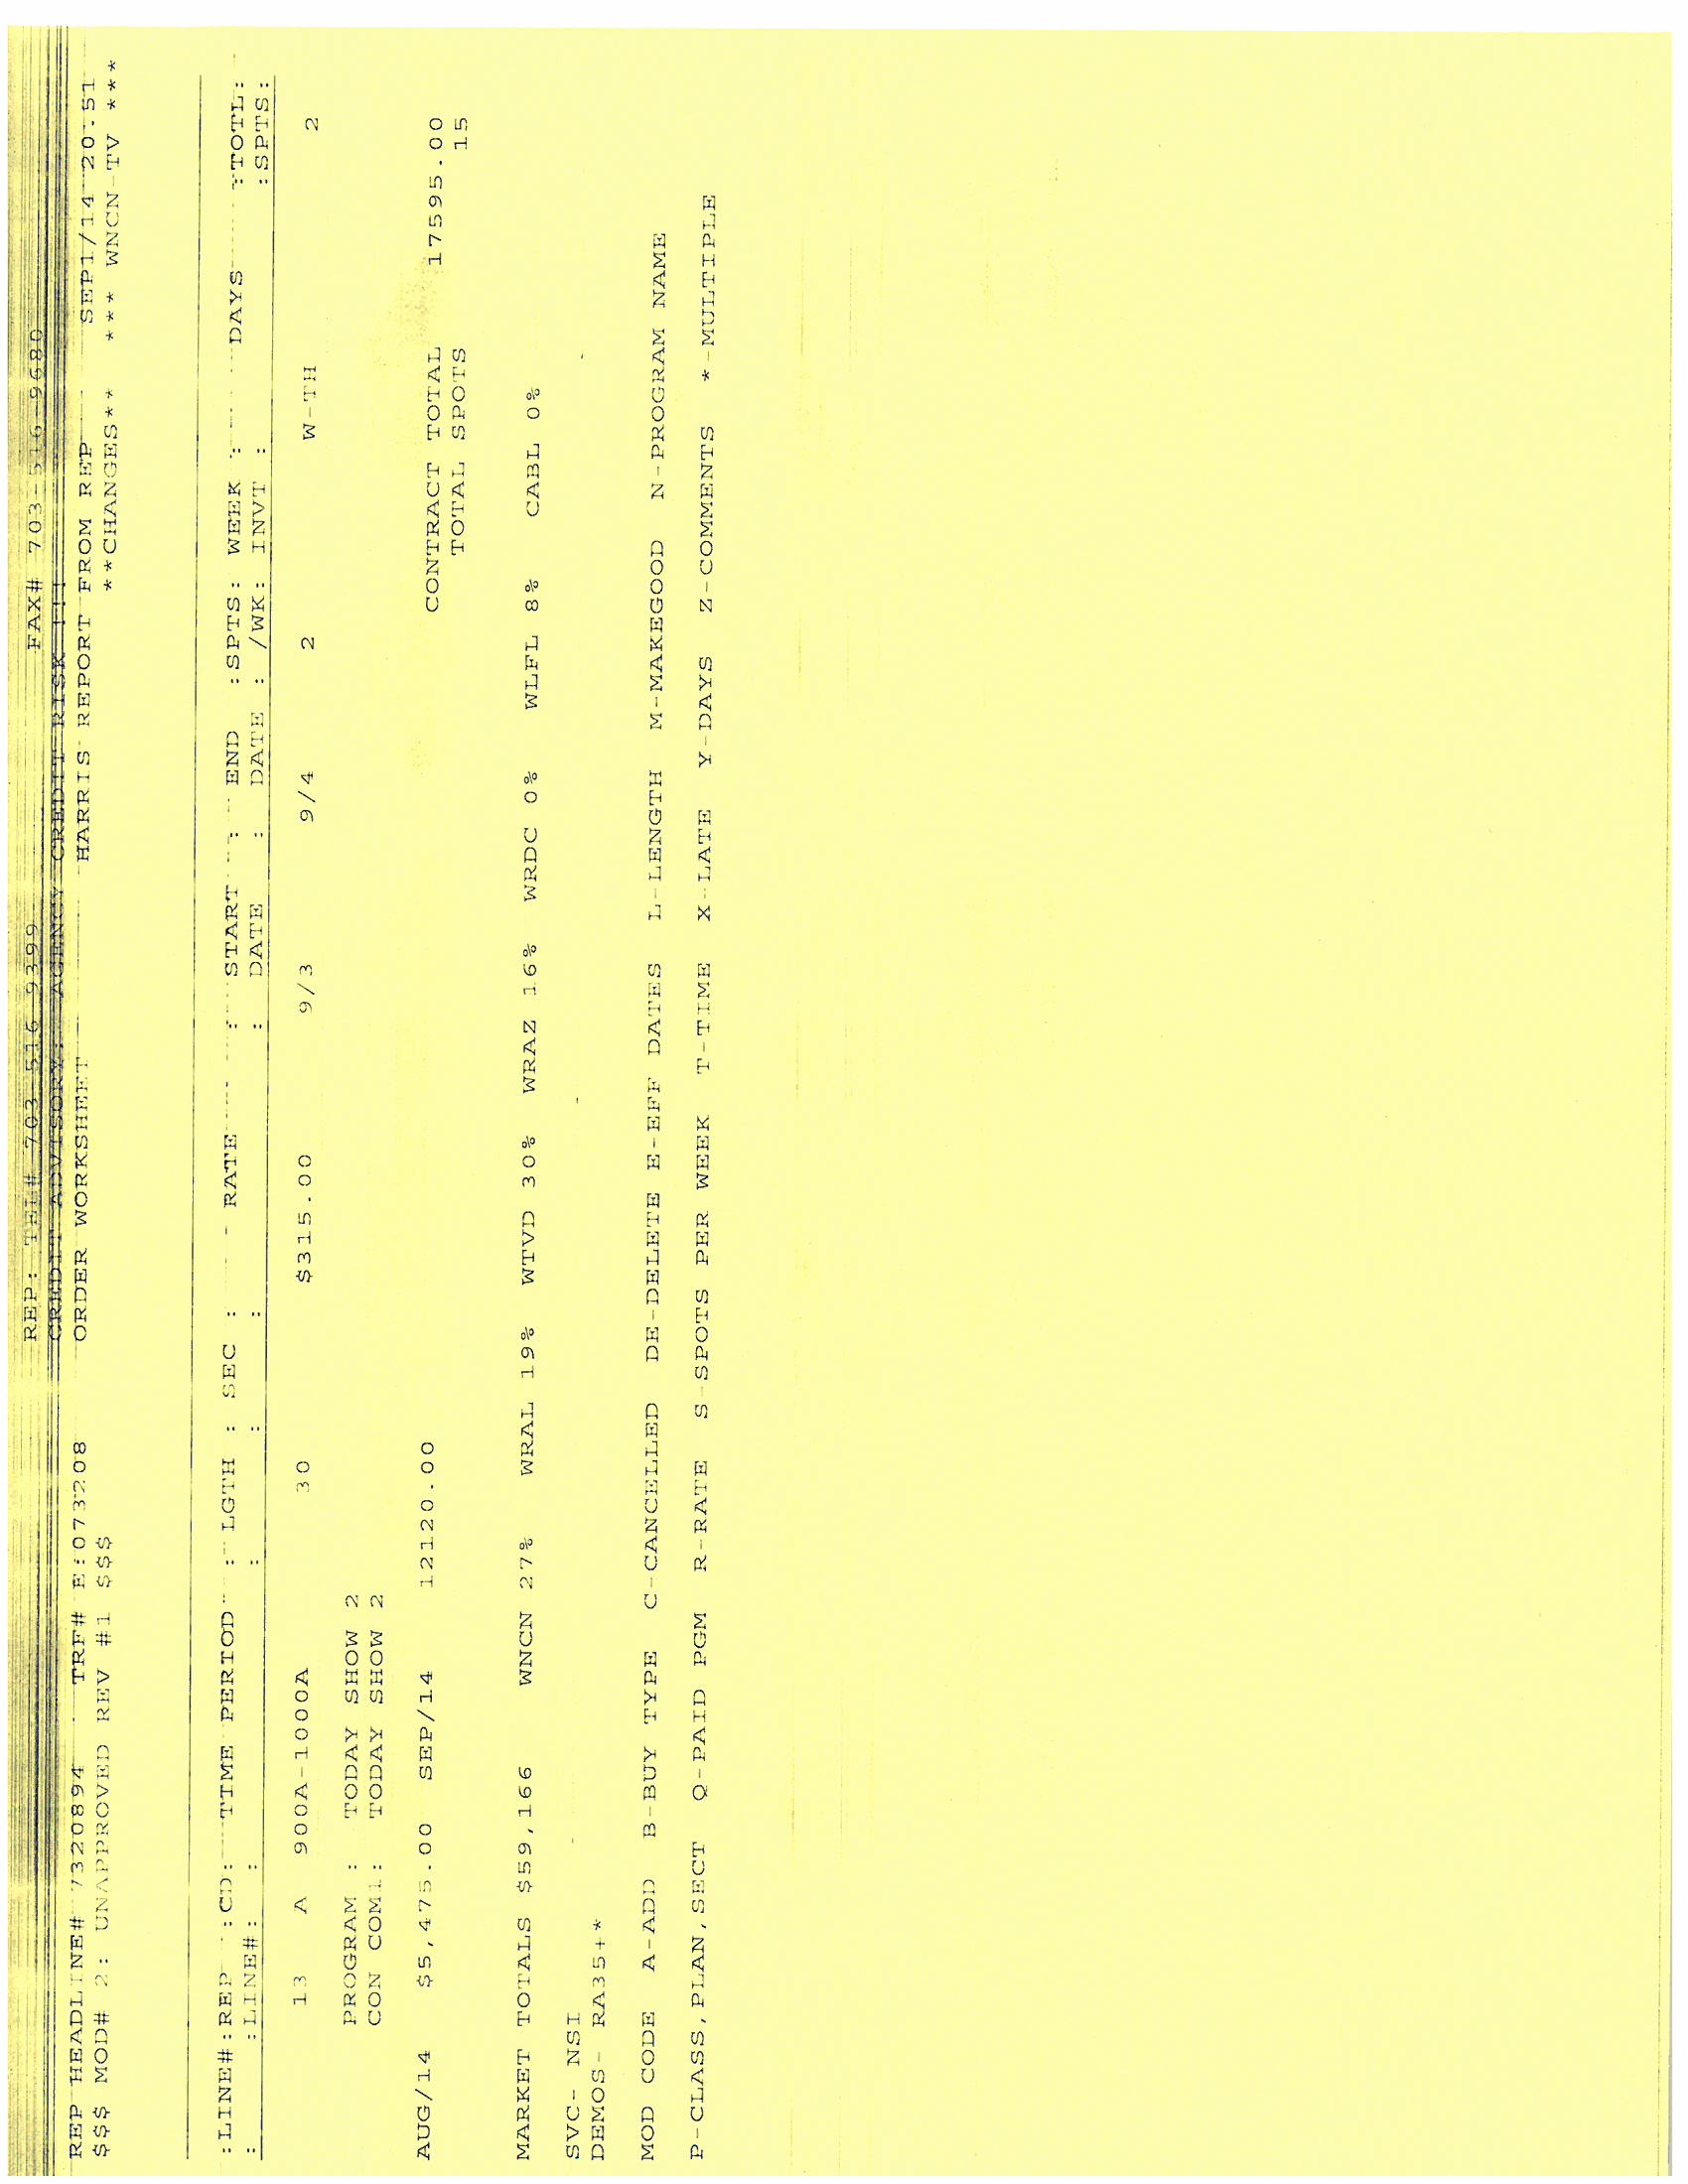 REP: TEL# 703-516-9399 FAX# 703-516-9680
CREDIT ADVISORY: AGENCY CREDIT RISK
REP HEADLINE# 7320894 TRF# E:073208 ORDER WORKSHEET HARRIS REPORT FROM REP SEP1/14 20:51
$$$ MOD# 2: UNAPPROVED REV #1 $$$ **CHANGES** *** WNCN-TV ***
:LINE#:REP :CD: TIME PERIOD : LGTH : SEC : RATE : START : END :SPTS: WEEK : DAYS :TOTL:
: :LINE#: : : : : DATE : DATE : /WK: INVT : :SPTS:
13 A 900A-1000A 30 $315.00 9/3 9/4 2 W-TH 2
PROGRAM : TODAY SHOW 2
CON COM1: TODAY SHOW 2
AUG/14 $5,475.00 SEP/14 12120.00 CONTRACT TOTAL 17595.00
TOTAL SPOTS 15
MARKET TOTALS $59,166 WNCN 27% WRAL 19% WTVD 30% WRAZ 16% WRDC 0% WLFL 8% CABL 0%
SVC- NSI
DEMOS- RA35+*
MOD CODE A-ADD B-BUY TYPE C-CANCELLED DE-DELETE E-EFF DATES L-LENGTH M-MAKEGOOD N-PROGRAM NAME
P-CLASS,PLAN,SECT Q-PAID PGM R-RATE S-SPOTS PER WEEK T-TIME X-LATE Y-DAYS Z-COMMENTS *-MULTIPLE